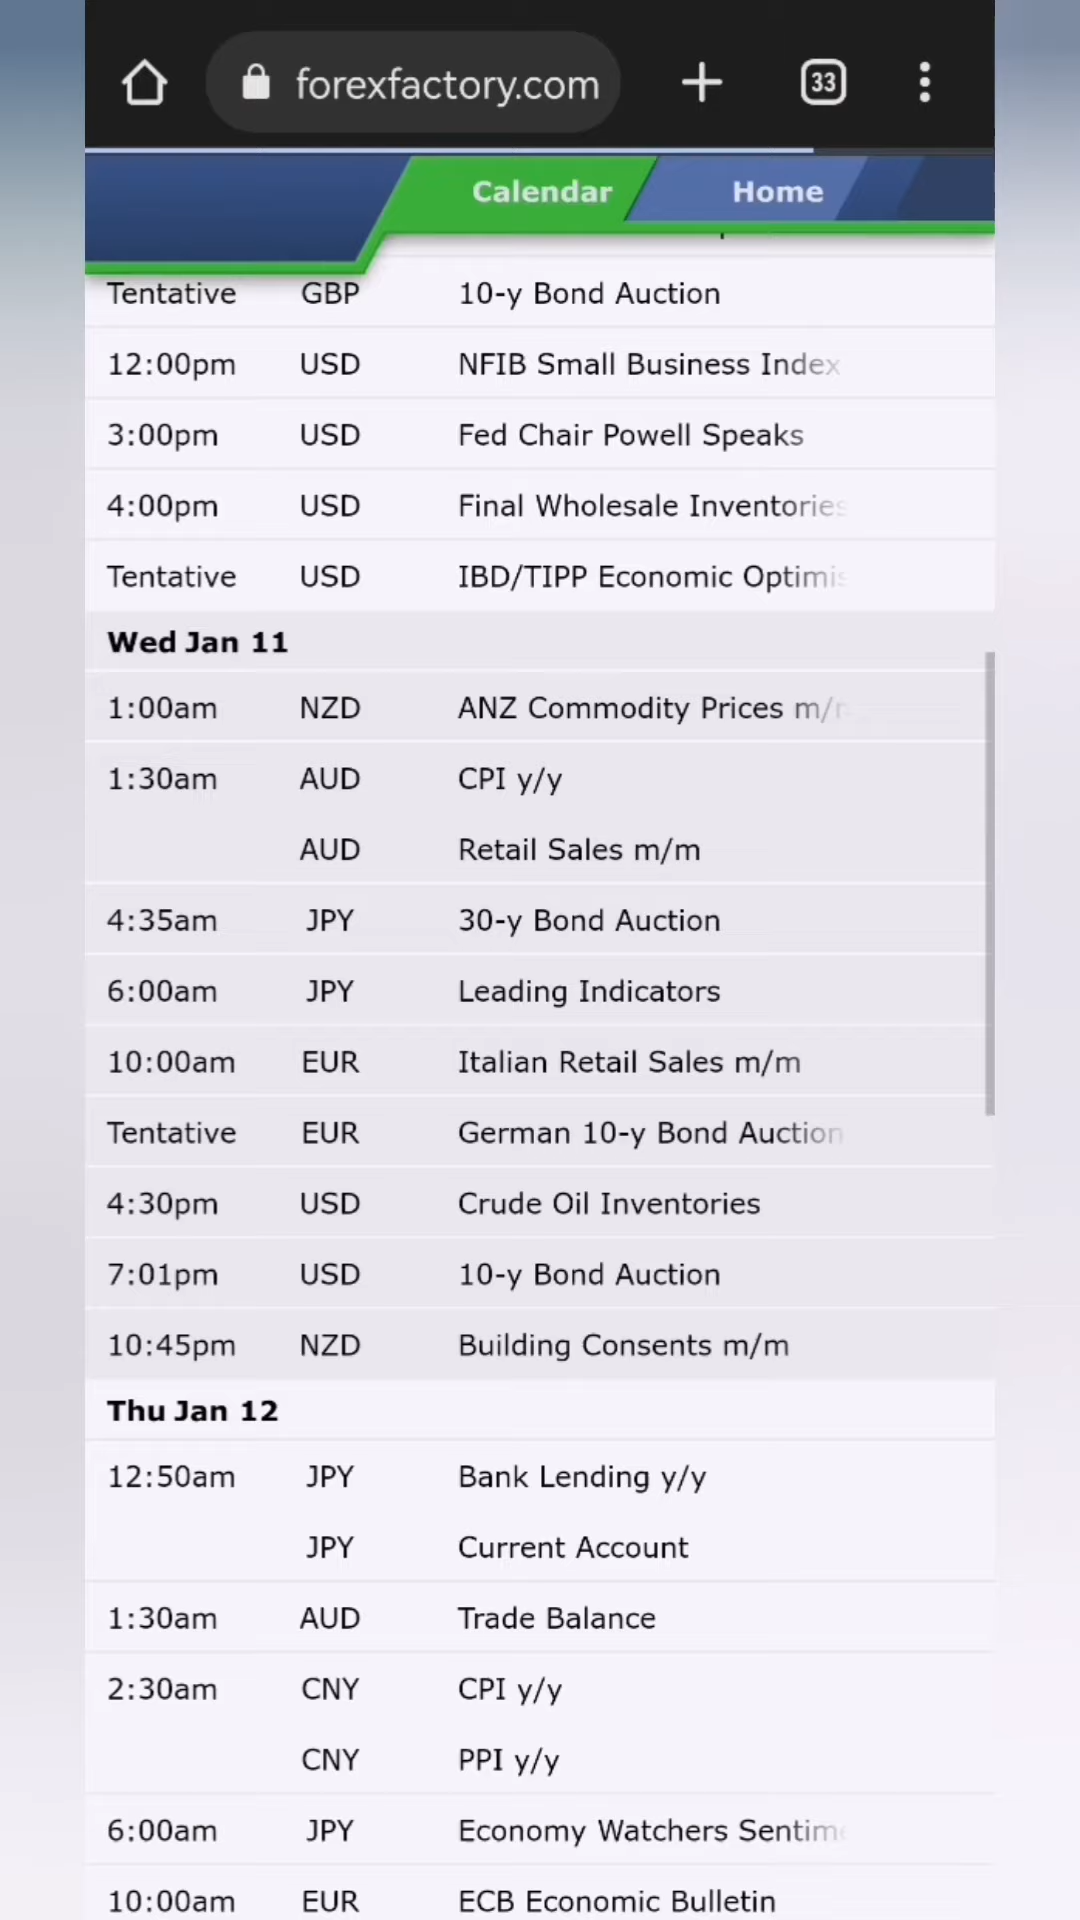 forexfactory.com
33
Calendar Home
Tentative GBP 10-y Bond Auction
12:00pm USD NFIB Small Business Index
3:00pm USD Fed Chair Powell Speaks
4:00pm USD Final Wholesale Inventories
Tentative USD IBD/TIPP Economic Optimis
Wed Jan 11
1:00am NZD ANZ Commodity Prices m/m
1:30am AUD CPI y/y
AUD Retail Sales m/m
4:35am JPY 30-y Bond Auction
6:00am JPY Leading Indicators
10:00am EUR Italian Retail Sales m/m
Tentative EUR German 10-y Bond Auction
4:30pm USD Crude Oil Inventories
7:01pm USD 10-y Bond Auction
10:45pm NZD Building Consents m/m
Thu Jan 12
12:50am JPY Bank Lending y/y
JPY Current Account
1:30am AUD Trade Balance
2:30am CNY CPI y/y
CNY PPI y/y
6:00am JPY Economy Watchers Sentime
10:00am EUR ECB Economic Bulletin